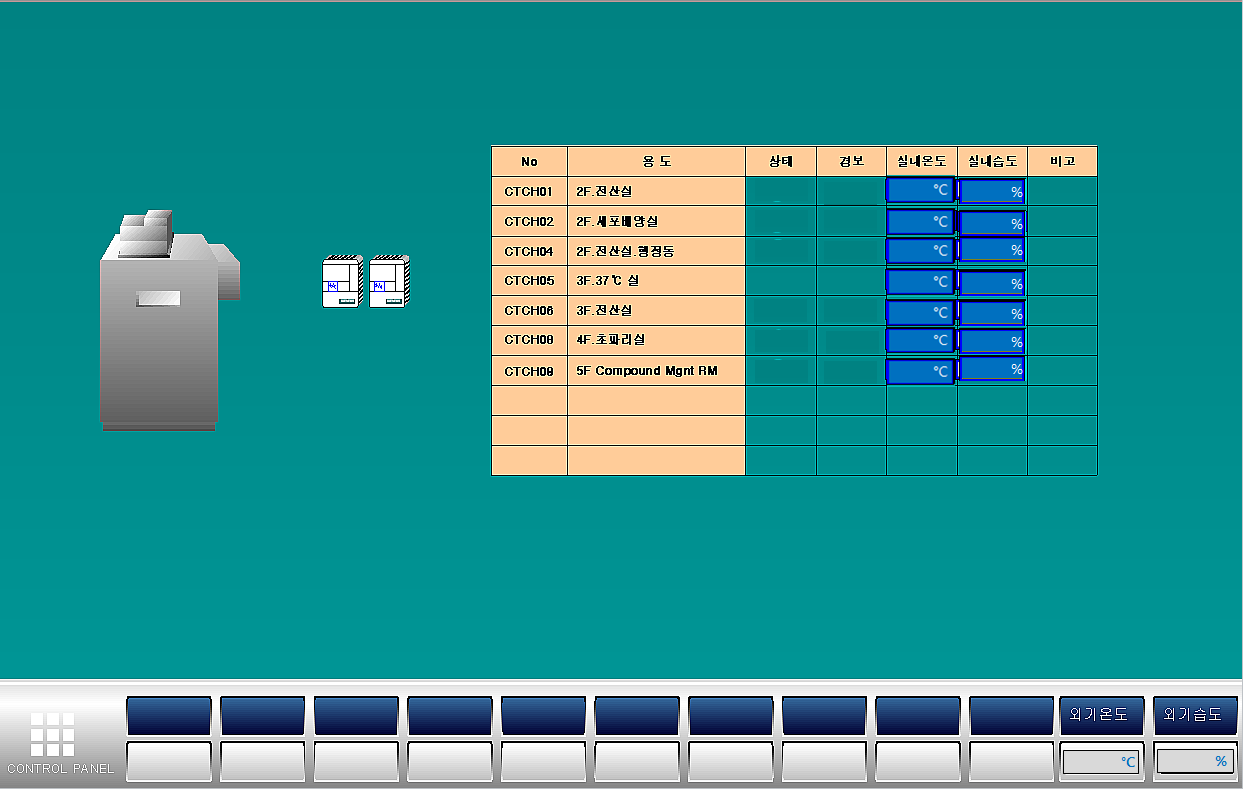 No 용 도 상태 경보 실내온도 실내습도 비고
CTCH01 2F.전산실 ℃ %
CTCH02 2F.세포배양실 ℃ %
CTCH04 2F.전산실.행정동 ℃ %
CTCH05 3F.37℃ 실 ℃ %
CTCH06 3F.전산실 ℃ %
CTCH08 4F.초파리실 ℃ %
CTCH09 5F Compound Mgnt RM ℃ %
외기온도 외기습도
CONTROL PANEL ℃ %